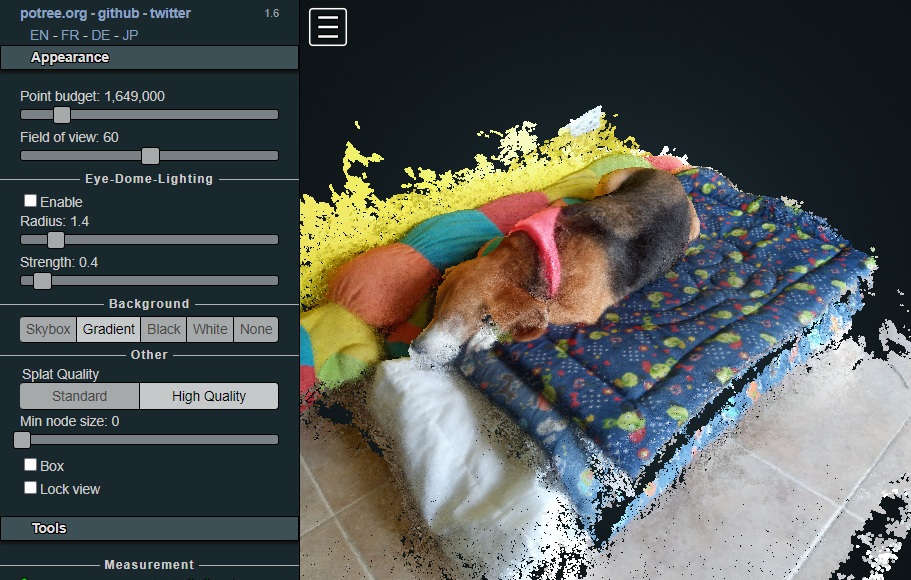 potree.org - github - twitter 1.6
EN - FR - DE - JP
Appearance
Point budget: 1,649,000
Field of view: 60
Eye-Dome-Lighting
Enable
Radius: 1.4
Strength: 0.4
Background
Skybox Gradient Black White None
Other
Splat Quality
Standard High Quality
Min node size: 0
Box
Lock view
Tools
Measurement